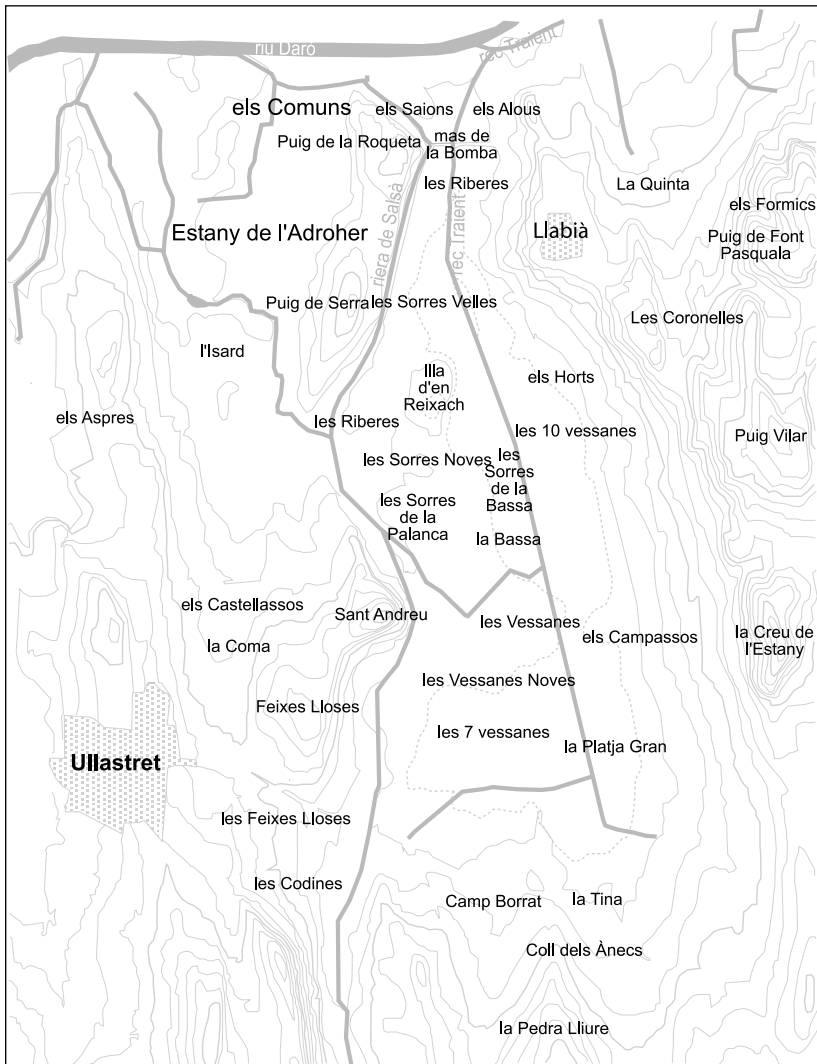 riu Daró
rec Traient
els Comuns
els Saions
els Alous
Puig de la Roqueta
mas de
la Bomba
les Riberes
La Quinta
els Formics
riera de Salsà
rec Traient
Estany de l'Adroher
Llabià
Puig de Font
Pasquala
Puig de Serra
les Sorres Velles
Les Coronelles
l'Isard
Illa
d'en
Reixach
els Horts
els Aspres
les Riberes
les 10 vessanes
Puig Vilar
les Sorres Noves
les
Sorres
de la
Bassa
les Sorres
de la
Palanca
la Bassa
els Castellassos
Sant Andreu
les Vessanes
els Campassos
la Creu de
l'Estany
la Coma
les Vessanes Noves
Feixes Lloses
les 7 vessanes
la Platja Gran
Ullastret
les Feixes Lloses
les Codines
Camp Borrat
la Tina
Coll dels Ànecs
la Pedra Lliure